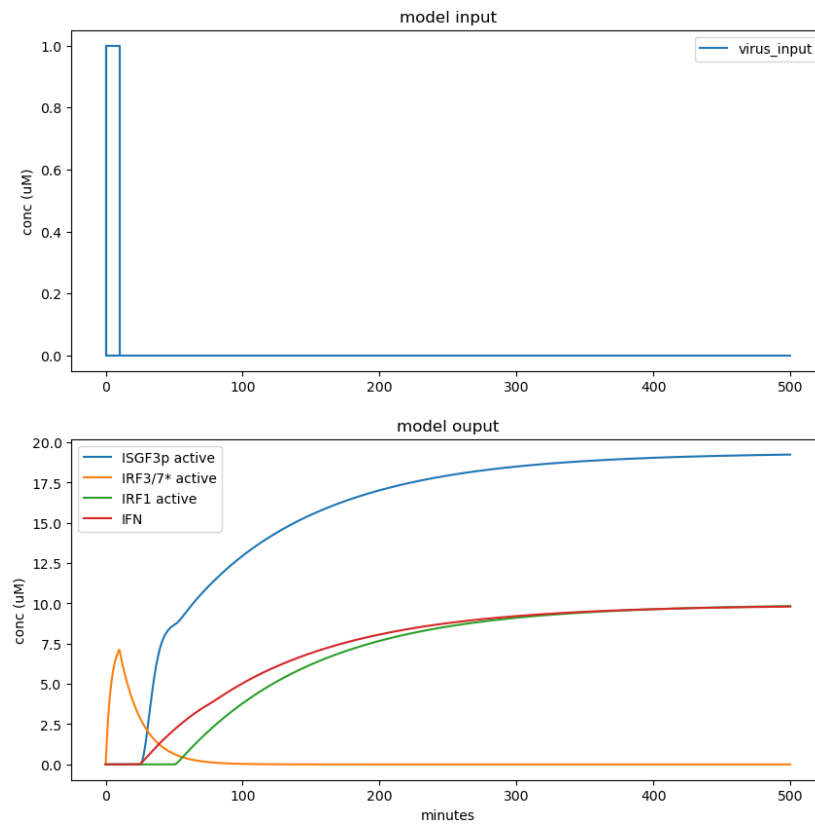 model input
1.0
0.8
0.6
0.4
0.2
0.0
conc (uM)
virus_input
0 100 200 300 400 500
model ouput
20.0
17.5
15.0
12.5
10.0
7.5
5.0
2.5
0.0
conc (uM)
ISGF3p active
IRF3/7* active
IRF1 active
IFN
0 100 200 300 400 500
minutes